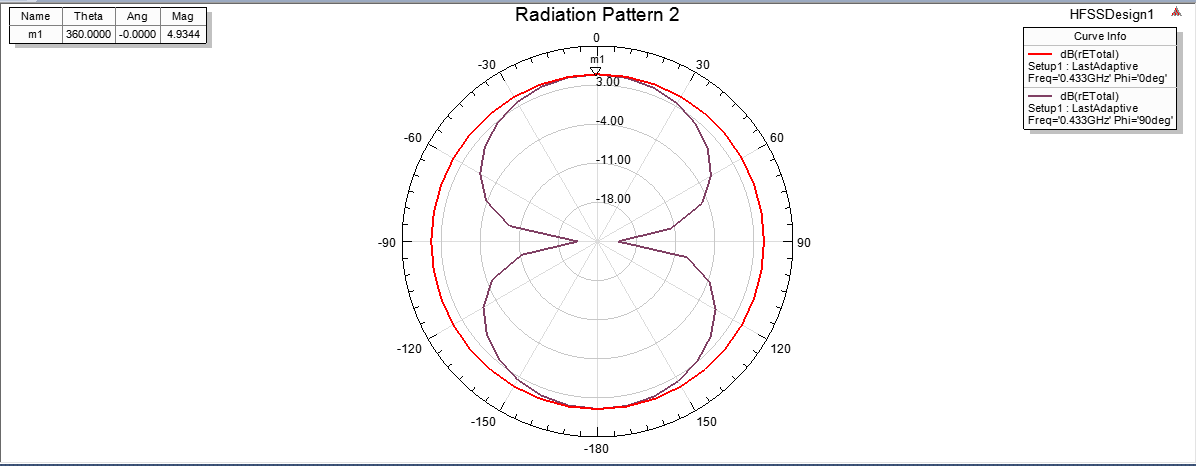 Radiation Pattern 2
HFSSDesign1
Name Theta Ang Mag
m1 360.0000 -0.0000 4.9344
Curve Info
dB(rETotal)
Setup1 : LastAdaptive
Freq='0.433GHz' Phi='0deg'
dB(rETotal)
Setup1 : LastAdaptive
Freq='0.433GHz' Phi='90deg'
0
m1
-30
30
3.00
-60
60
-4.00
-11.00
-18.00
-90
90
-120
120
-150
150
-180